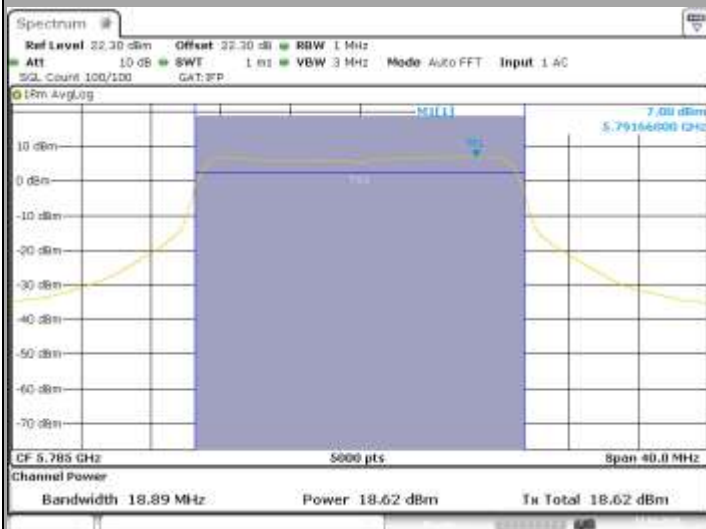 Spectrum
Ref Level 22.30 dBm Offset 22.30 dB RBW 1 MHz
Att 10 dB SWT 1 ms VBW 3 MHz Mode Auto FFT Input 1 AC
SGL Count 100/100 GAT:IFP
1Rm AvgLog
M1[1] 7.08 dBm
5.79166800 GHz
10 dBm
M1
0 dBm
-10 dBm
-20 dBm
-30 dBm
-40 dBm
-50 dBm
-60 dBm
-70 dBm
CF 5.785 GHz 5000 pts Span 40.0 MHz
Channel Power
Bandwidth 18.89 MHz Power 18.62 dBm Tx Total 18.62 dBm